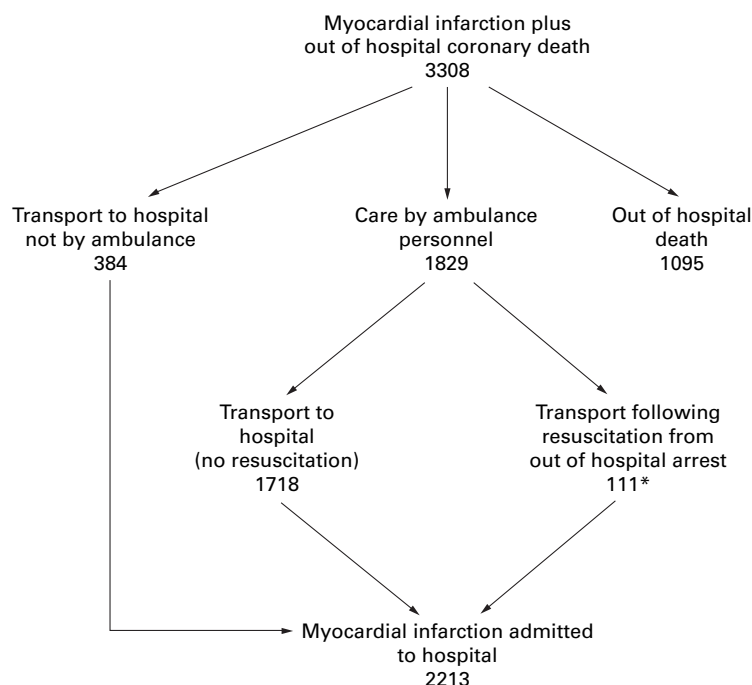 Myocardial infarction plus
out of hospital coronary death
3308
Transport to hospital
not by ambulance
384
Care by ambulance
personnel
1829
Out of hospital
death
1095
Transport to
hospital
(no resuscitation)
1718
Transport following
resuscitation from
out of hospital arrest
111*
Myocardial infarction admitted
to hospital
2213